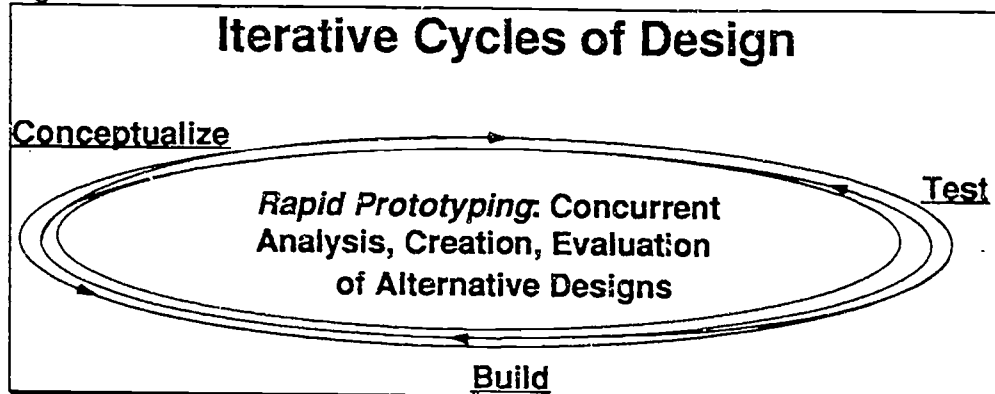 Iterative Cycles of Design
Conceptualize
Test
Rapid Prototyping: Concurrent
Analysis, Creation, Evaluation
of Alternative Designs
Build